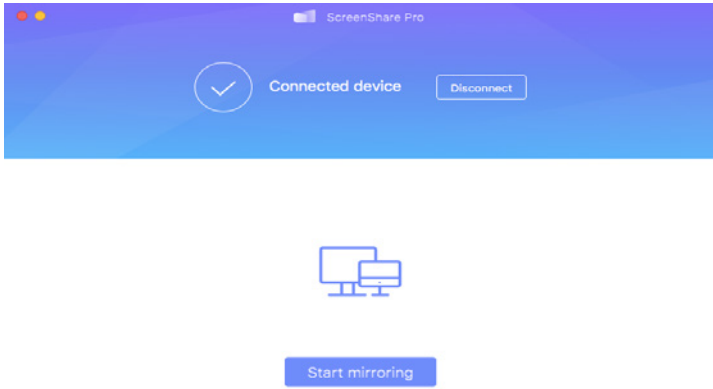 ScreenShare Pro
Connected device
Disconnect
Start mirroring